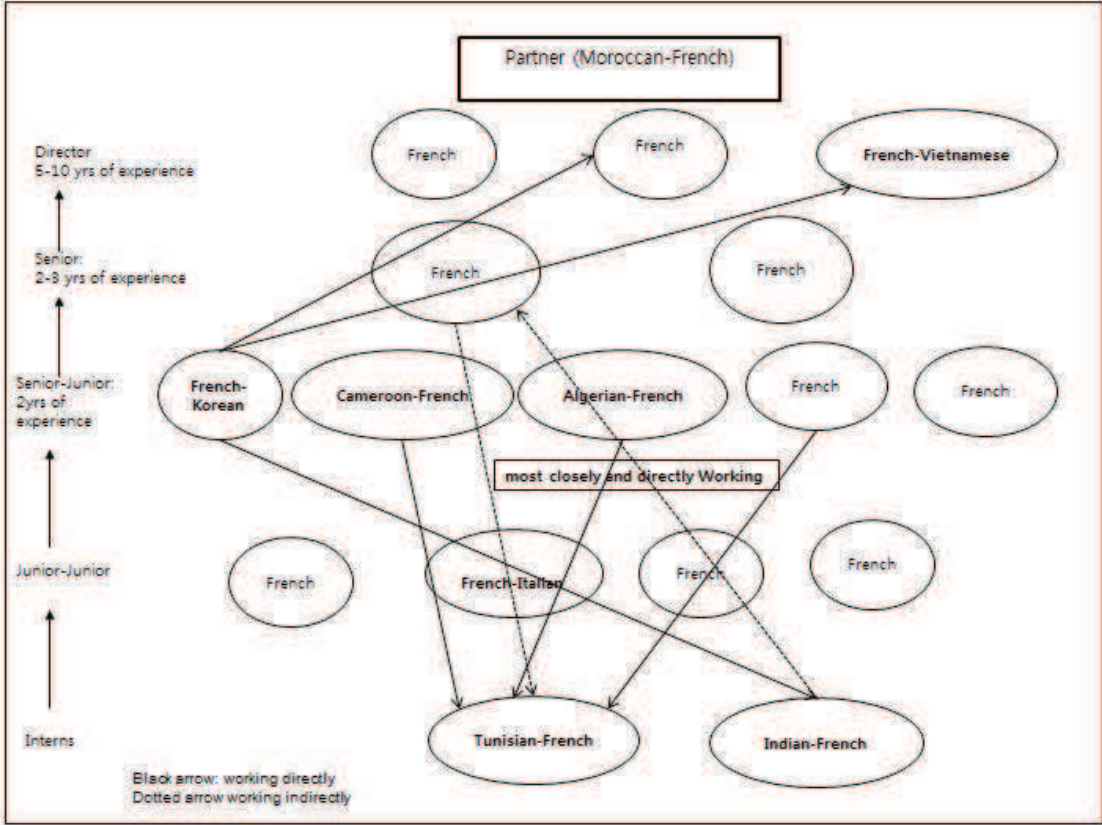 Partner (Moroccan-French)
Director
5-10 yrs of experience
French
French
French-Vietnamese
Senior:
2-3 yrs of experience
French
French
Senior-Junior:
2yrs of
experience
French-
Korean
Cameroon-French
Algerian-French
French
French
most closely and directly Working
Junior-Junior
French
French-Italian
French
French
Interns
Tunisian-French
Indian-French
Black arrow: working directly
Dotted arrow working indirectly